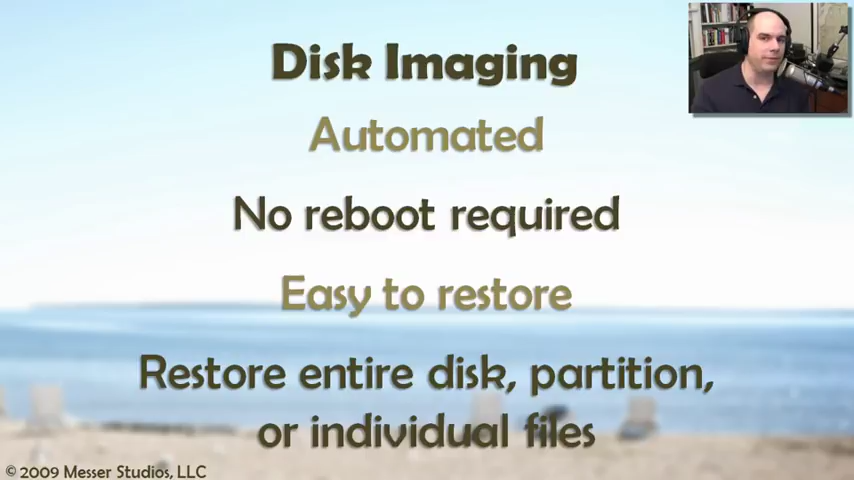 Disk Imaging
Automated
No reboot required
Easy to restore
Restore entire disk, partition,
or individual files
© 2009 Messer Studios, LLC